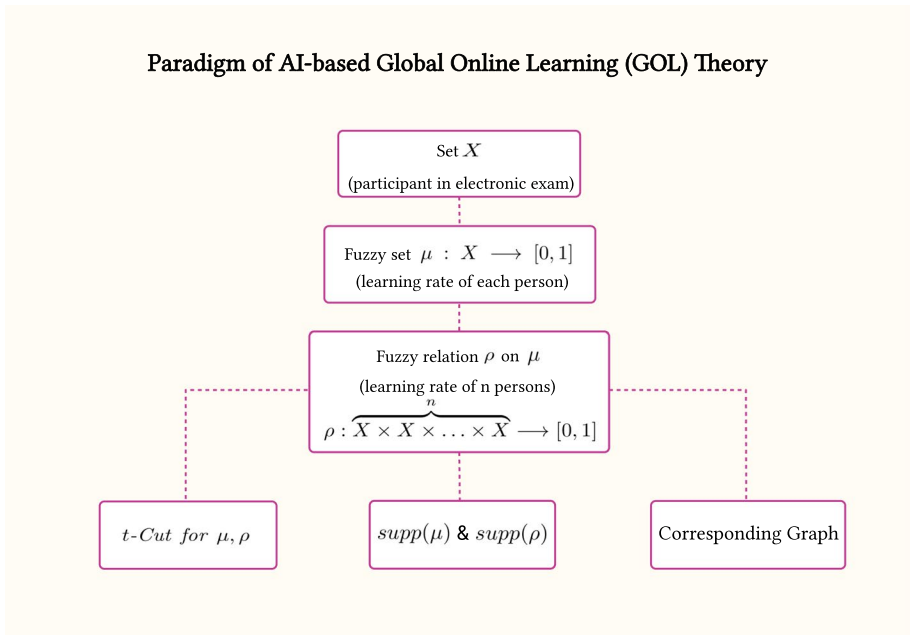 Paradigm of AI-based Global Online Learning (GOL) Theory
Set X
(participant in electronic exam)
Fuzzy set μ : X ⟶ [0, 1]
(learning rate of each person)
Fuzzy relation ρ on μ
(learning rate of n persons)
n
ρ : X × X × . . . × X ⟶ [0, 1]
t-Cut for μ, ρ
supp(μ) & supp(ρ)
Corresponding Graph